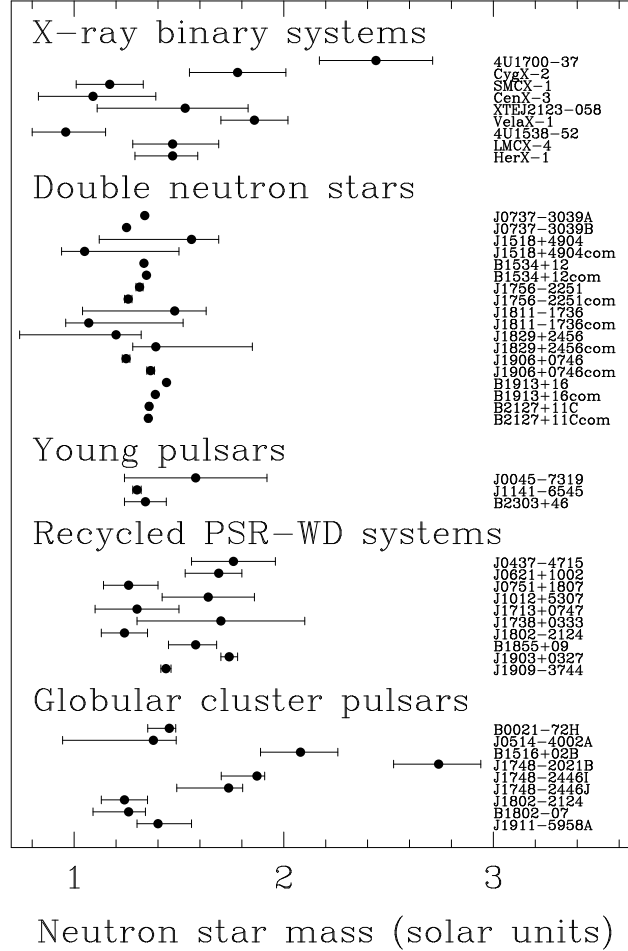 X-ray binary systems
4U1700-37
CygX-2
SMCX-1
CenX-3
XTEJ2123-058
VelaX-1
4U1538-52
LMCX-4
HerX-1
Double neutron stars
J0737-3039A
J0737-3039B
J1518+4904
J1518+4904com
B1534+12
B1534+12com
J1756-2251
J1756-2251com
J1811-1736
J1811-1736com
J1829+2456
J1829+2456com
J1906+0746
J1906+0746com
B1913+16
B1913+16com
B2127+11C
B2127+11Ccom
Young pulsars
J0045-7319
J1141-6545
B2303+46
Recycled PSR-WD systems
J0437-4715
J0621+1002
J0751+1807
J1012+5307
J1713+0747
J1738+0333
J1802-2124
B1855+09
J1903+0327
J1909-3744
Globular cluster pulsars
B0021-72H
J0514-4002A
B1516+02B
J1748-2021B
J1748-2446I
J1748-2446J
J1802-2124
B1802-07
J1911-5958A
1 2 3
Neutron star mass (solar units)